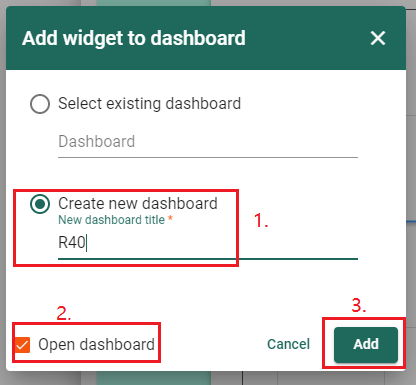 Add widget to dashboard
Select existing dashboard
Dashboard
Create new dashboard
New dashboard title *
R40
1.
2.
Open dashboard
Cancel
3.
Add